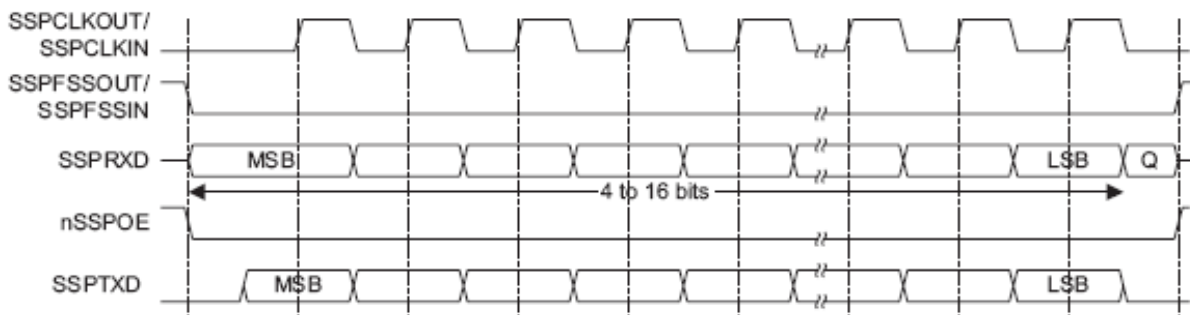 SSPCLKOUT/
SSPCLKIN
SSPFSSOUT/
SSPFSSIN
SSPRXD MSB LSB Q
4 to 16 bits
nSSPOE
SSPTXD MSB LSB